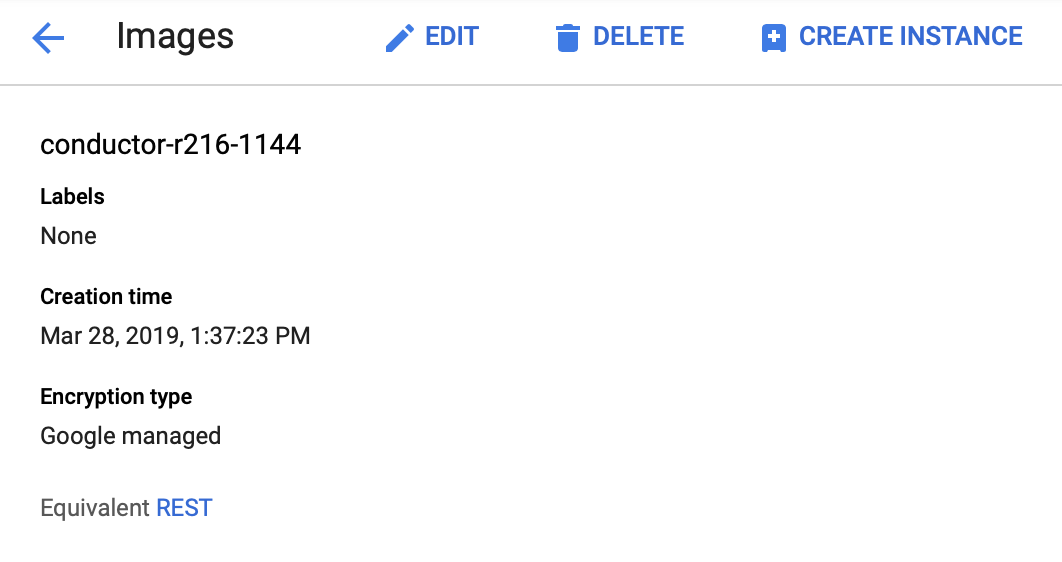 Images EDIT DELETE CREATE INSTANCE
conductor-r216-1144
Labels
None
Creation time
Mar 28, 2019, 1:37:23 PM
Encryption type
Google managed
Equivalent REST